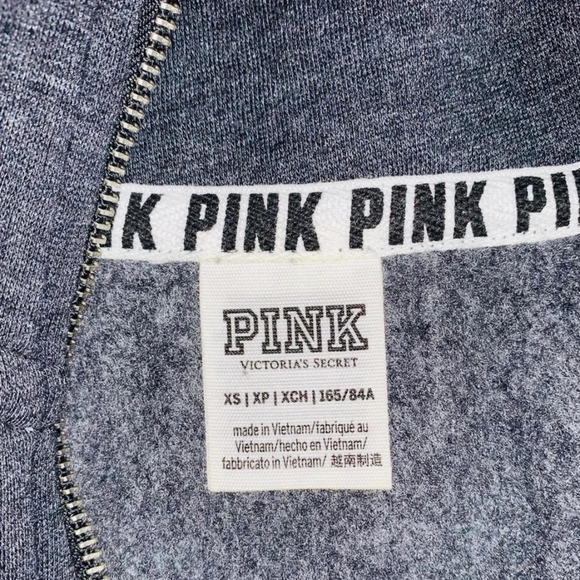 K PINK PINK PI
PINK
VICTORIA'S SECRET
XS | XP | XCH | 165/84A
made in Vietnam/fabriqué au
Vietnam/hecho en Vietnam/
fabbricato in Vietnam/ 越南制造